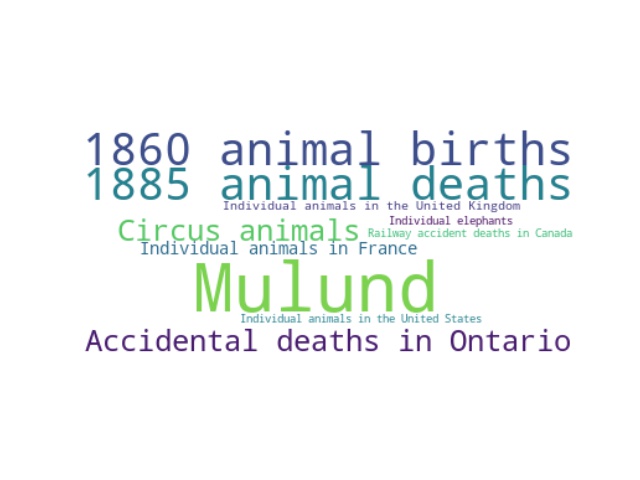 1860 animal births
1885 animal deaths
Individual animals in the United Kingdom
Individual elephants
Circus animals
Railway accident deaths in Canada
Individual animals in France
Mulund
Individual animals in the United States
Accidental deaths in Ontario